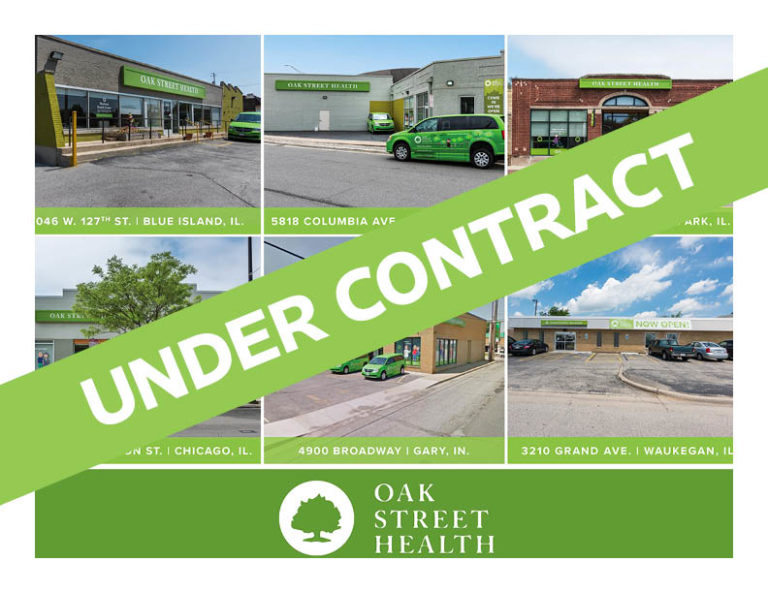 OAK STREET HEALTH
OAK STREET HEALTH
OAK STREET HEALTH
046 W. 127TH ST. | BLUE ISLAND, IL.
5818 COLUMBIA AVE
ARK, IL.
UNDER CONTRACT
OAK
NOW OPEN!
ON ST. | CHICAGO, IL.
4900 BROADWAY | GARY, IN.
3210 GRAND AVE. | WAUKEGAN, IL
OAK
STREET
HEALTH